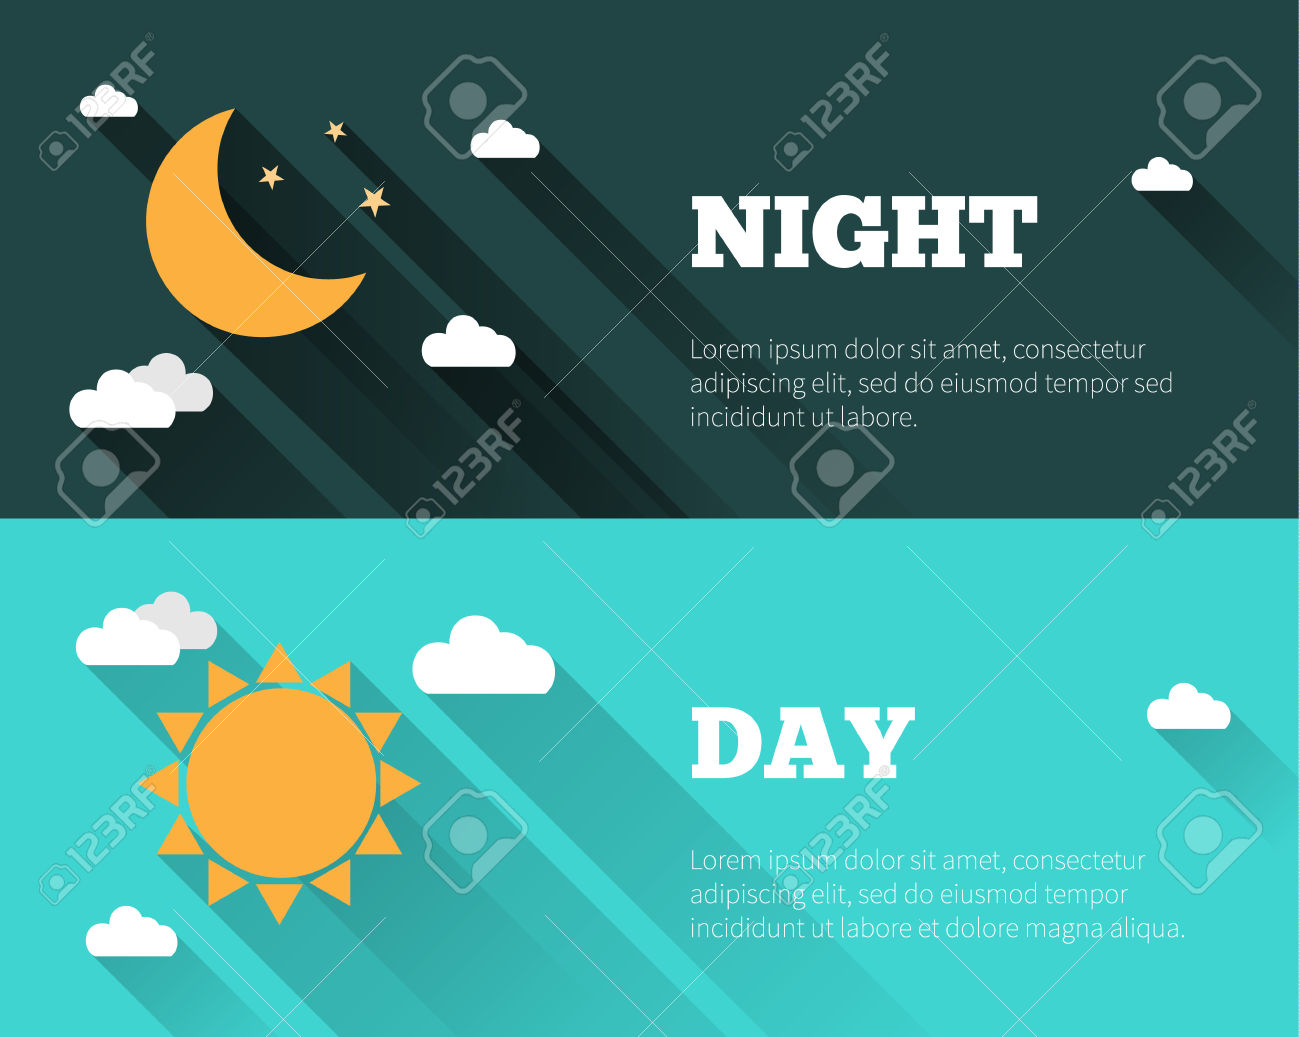 NIGHT
Lorem ipsum dolor sit amet, consectetur
adipiscing elit, sed do eiusmod tempor sed
incididunt ut labore.
DAY
Lorem ipsum dolor sit amet, consectetur
adipiscing elit, sed do eiusmod tempor
incididunt ut labore et dolore magna aliqua.
123RF
123RF
123RF
123RF
123RF
123RF
123RF